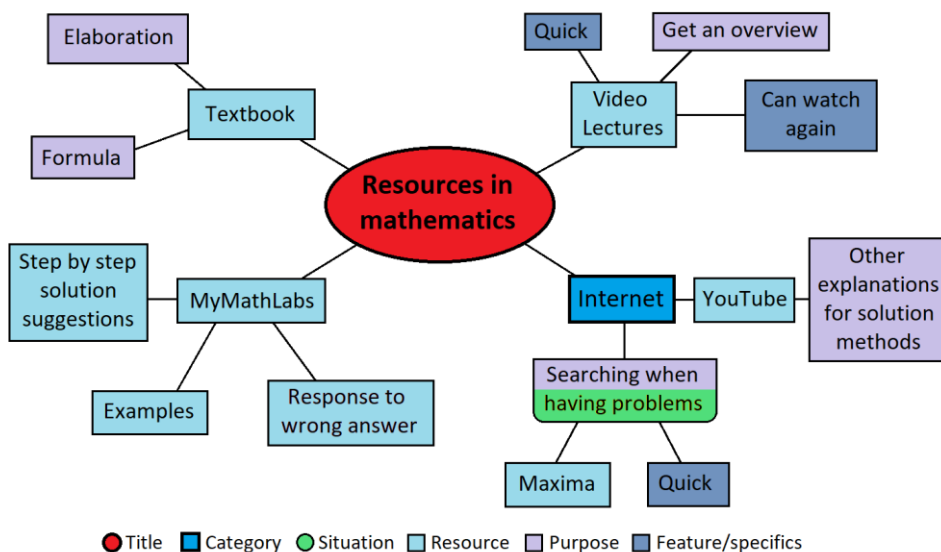 Elaboration
Textbook
Formula
Quick
Get an overview
Video
Lectures
Can watch
again
Resources in
mathematics
Step by step
solution
suggestions
MyMathLabs
Examples
Response to
wrong answer
Internet
YouTube
Other
explanations
for solution
methods
Searching when
having problems
Maxima
Quick
Title
Category
Situation
Resource
Purpose
Feature/specifics